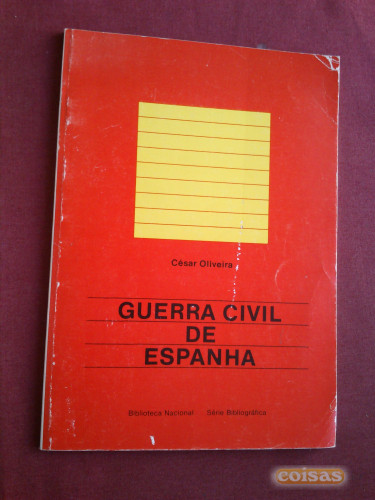 César Oliveira
GUERRA CIVIL
DE
ESPANHA
Biblioteca Nacional Série Bibliográfica
coisas